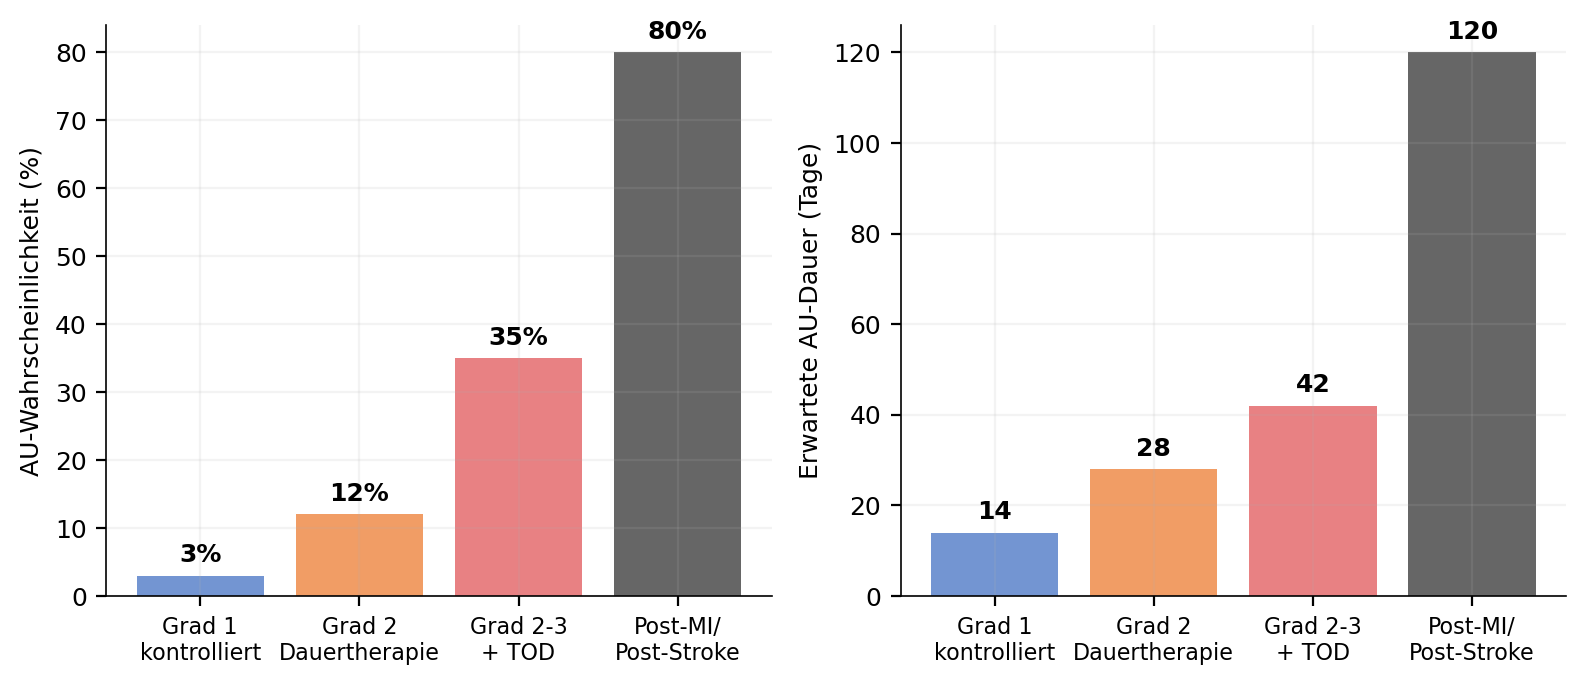 AU-Wahrscheinlichkeit (%)
80
70
60
50
40
30
20
10
0
3%
12%
35%
80%
Grad 1
kontrolliert
Grad 2
Dauertherapie
Grad 2-3
+ TOD
Post-MI/
Post-Stroke
Erwartete AU-Dauer (Tage)
120
100
80
60
40
20
0
14
28
42
120
Grad 1
kontrolliert
Grad 2
Dauertherapie
Grad 2-3
+ TOD
Post-MI/
Post-Stroke